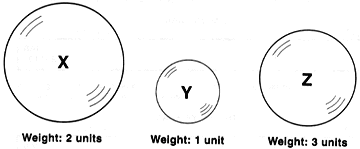 X
Y
Z
Weight: 2 units
Weight: 1 unit
Weight: 3 units